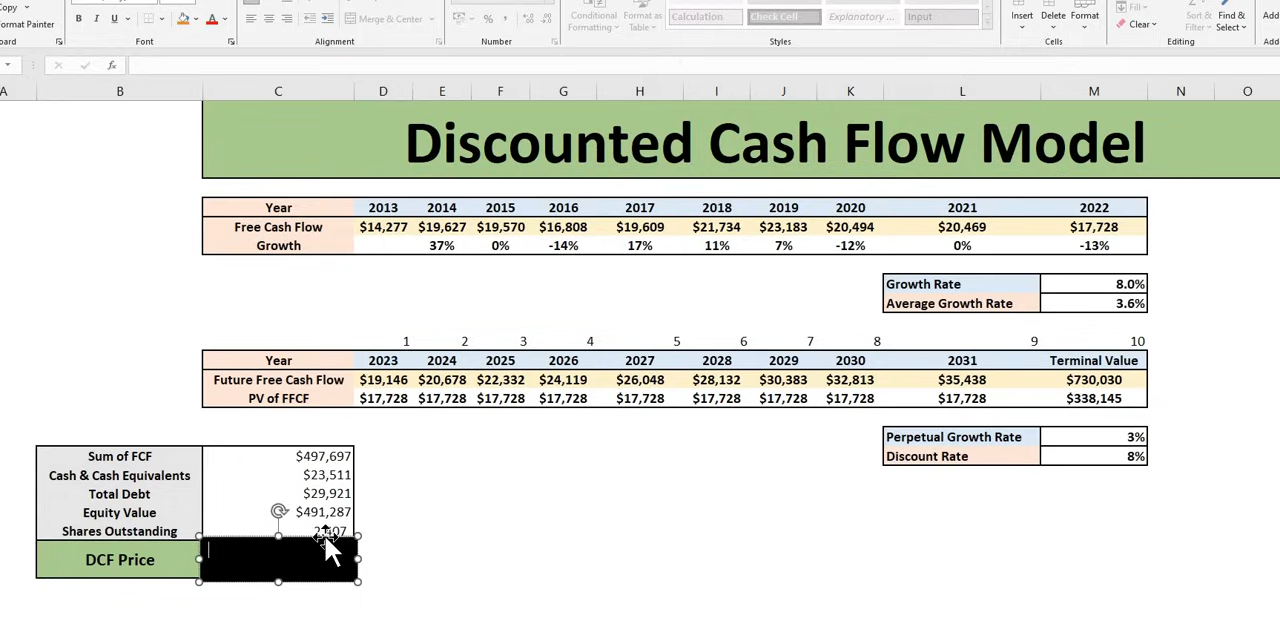 Copy
Format Painter
B I U A
Merge & Center
$ % ,
Conditional Formatting
Format as Table
Calculation Check Cell Explanatory ... Input
Insert Delete Format
Fill
Clear
Sort & Filter
Find & Select
Font Alignment Number Styles Cells Editing
fx
A B C D E F G H I J K L M N O
Discounted Cash Flow Model
Year 2013 2014 2015 2016 2017 2018 2019 2020 2021 2022
Free Cash Flow $14,277 $19,627 $19,570 $16,808 $19,609 $21,734 $23,183 $20,494 $20,469 $17,728
Growth 37% 0% -14% 17% 11% 7% -12% 0% -13%
Growth Rate 8.0%
Average Growth Rate 3.6%
1 2 3 4 5 6 7 8 9 10
Year 2023 2024 2025 2026 2027 2028 2029 2030 2031 Terminal Value
Future Free Cash Flow $19,146 $20,678 $22,332 $24,119 $26,048 $28,132 $30,383 $32,813 $35,438 $730,030
PV of FFCF $17,728 $17,728 $17,728 $17,728 $17,728 $17,728 $17,728 $17,728 $17,728 $338,145
Perpetual Growth Rate 3%
Discount Rate 8%
Sum of FCF $497,697
Cash & Cash Equivalents $23,511
Total Debt $29,921
Equity Value $491,287
Shares Outstanding
DCF Price